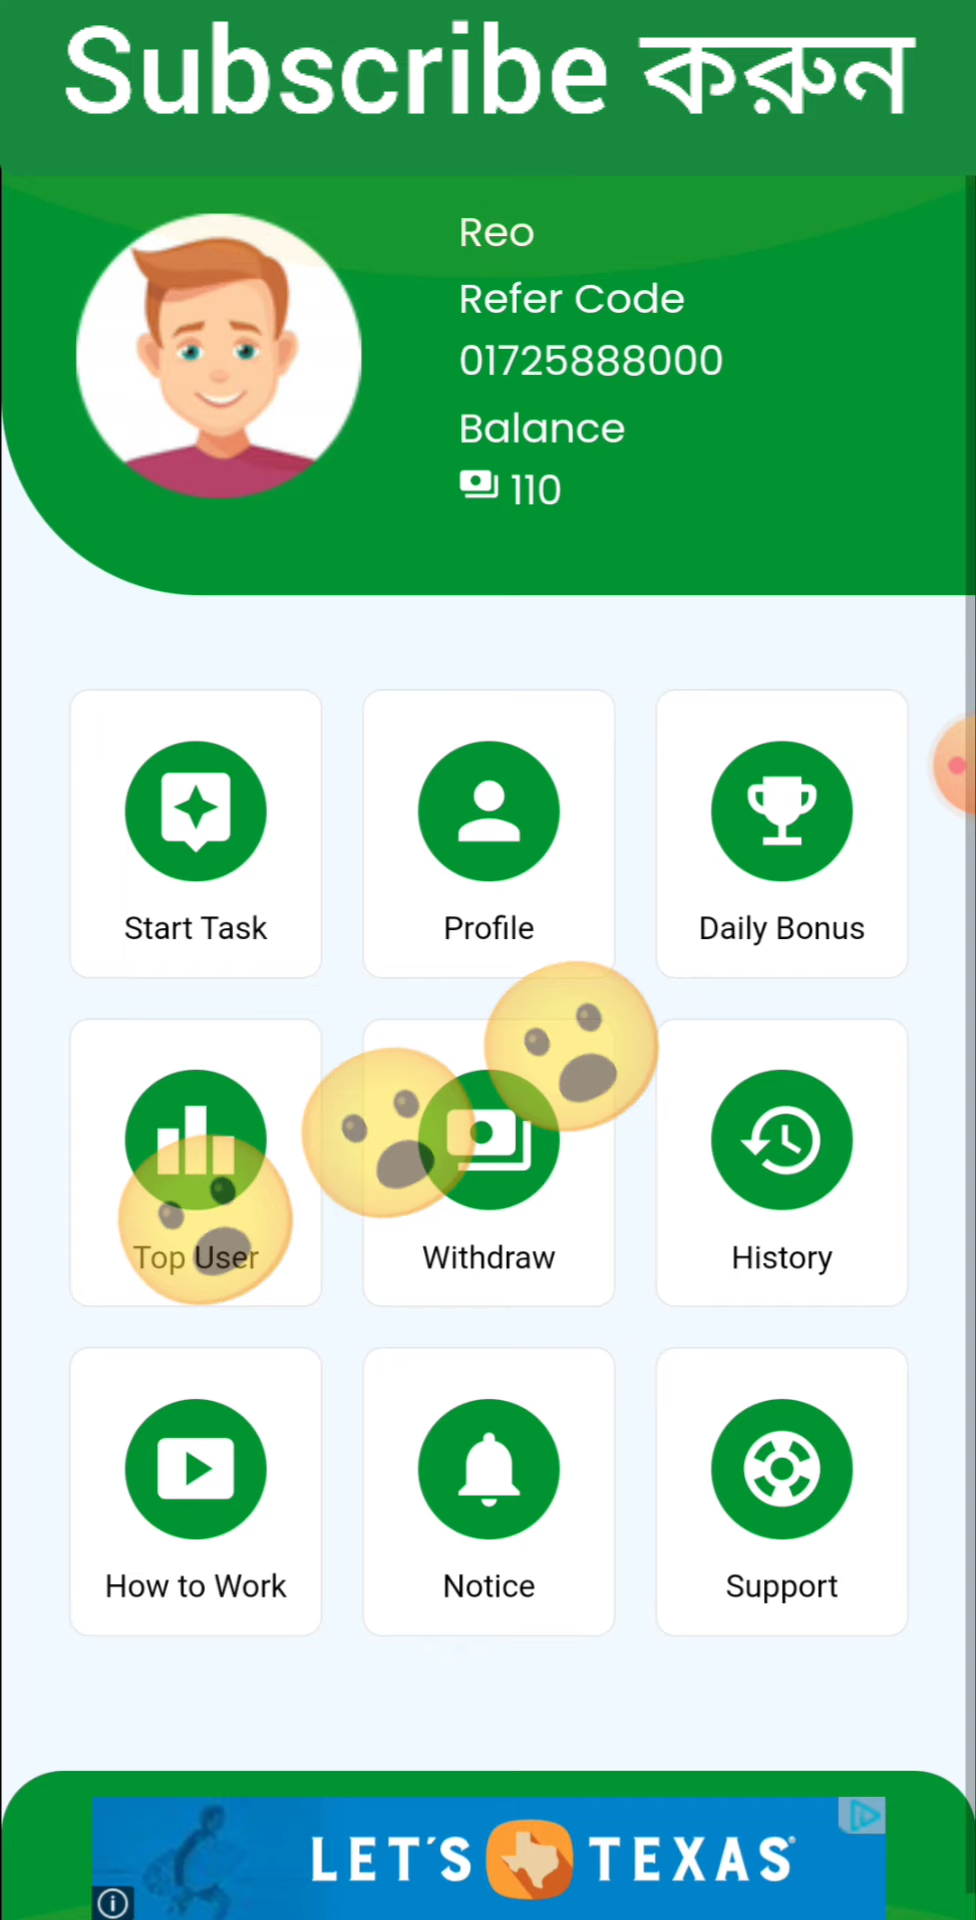 Subscribe করুন
Reo
Refer Code
01725888000
Balance
110
Start Task
Profile
Daily Bonus
Top User
Withdraw
History
How to Work
Notice
Support
LET'S TEXAS®